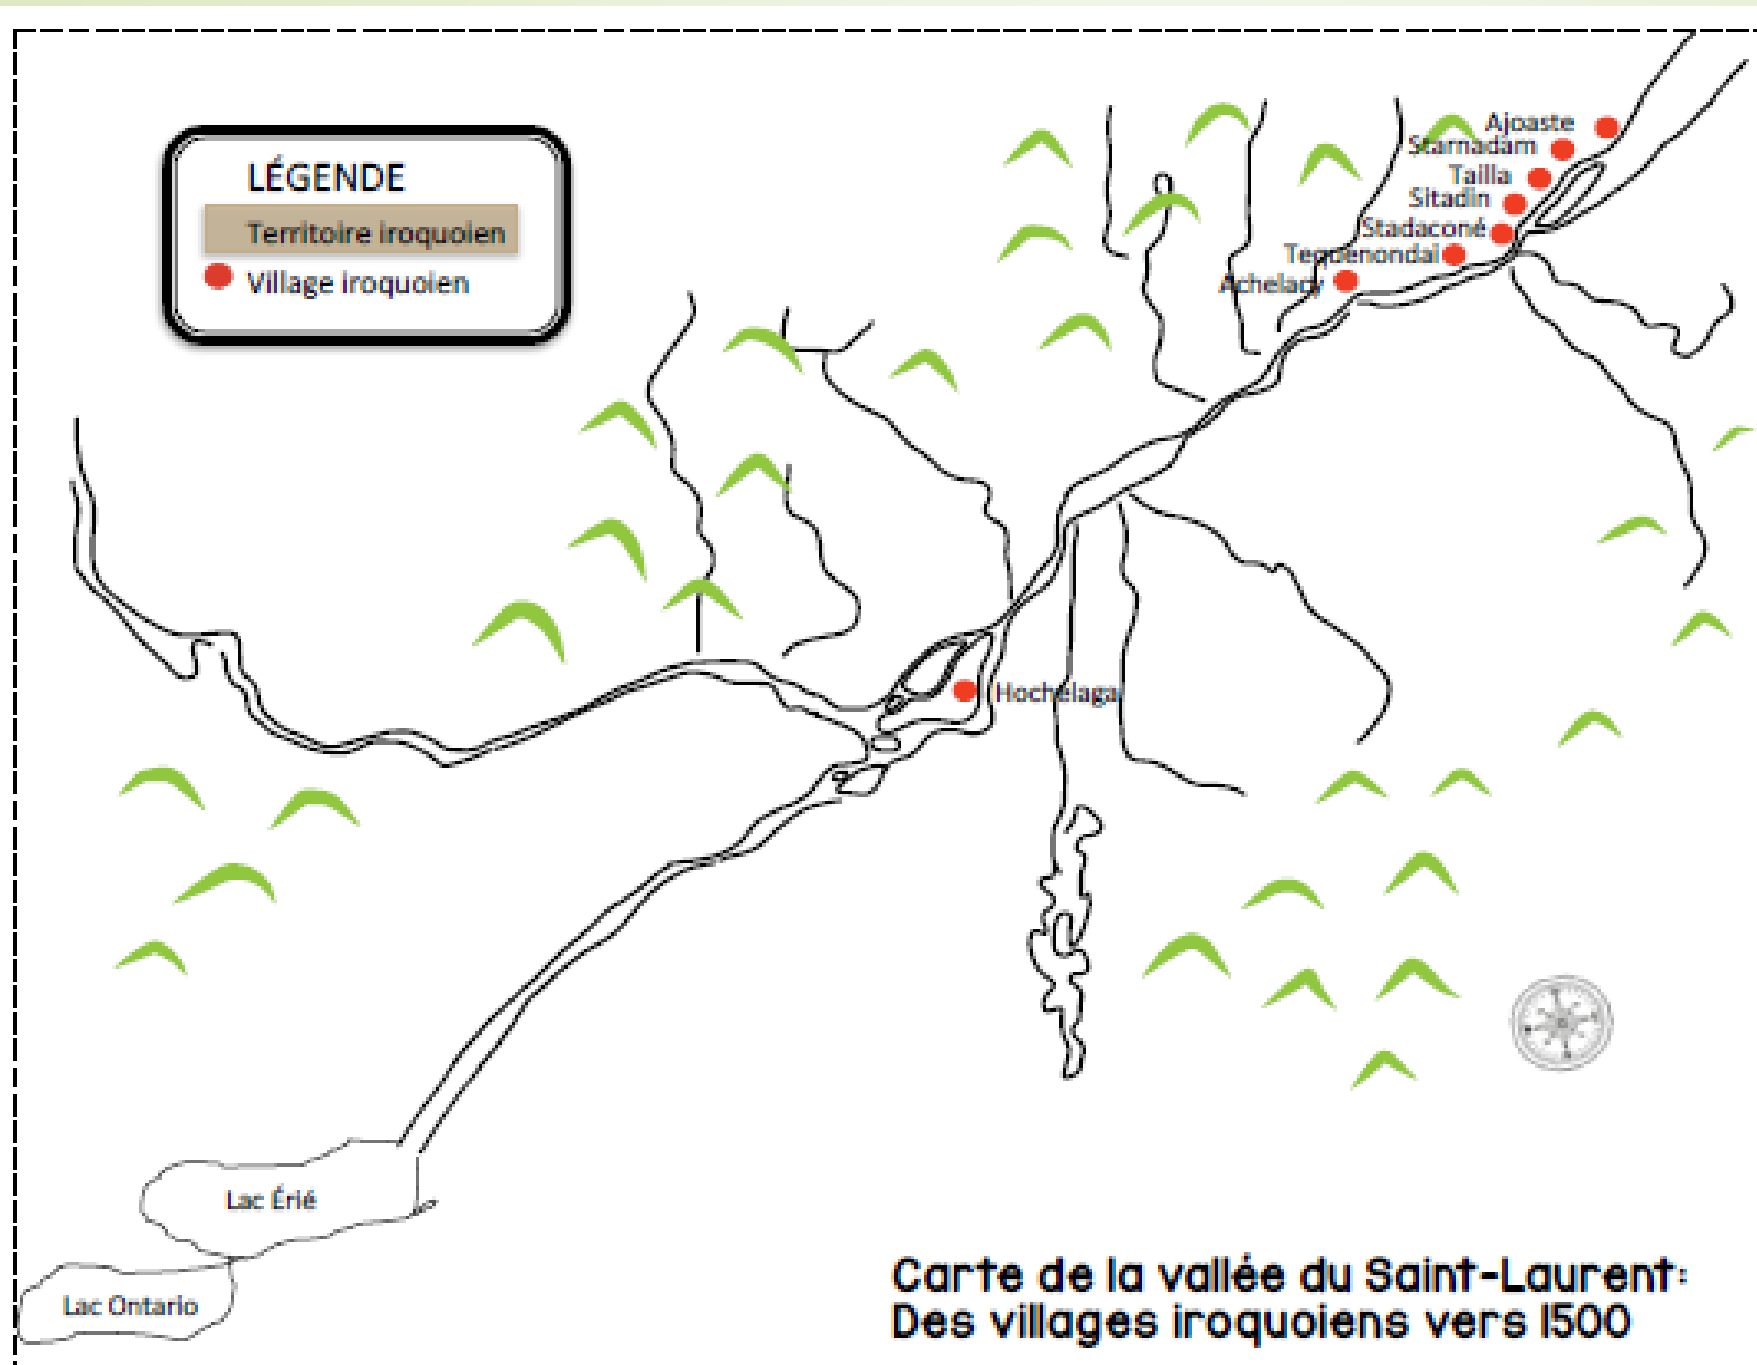 LÉGENDE
Territoire iroquoien
Village iroquoien
Ajoaste
Starnadam
Tailla
Sitadin
Stadaconé
Tequenondai
Achelacy
Hochelaga
Lac Érié
Lac Ontario
Carte de la vallée du Saint-Laurent:
Des villages iroquoiens vers 1500